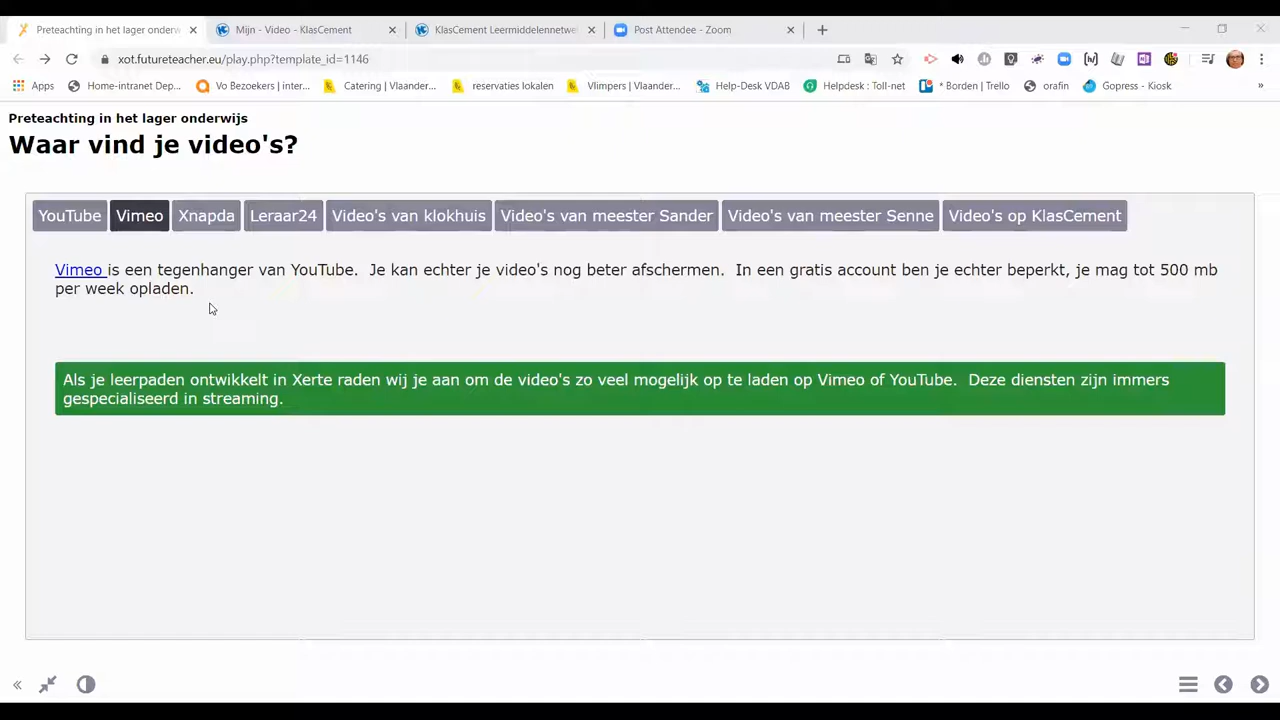 Preteachting in het lager onderw
Mijn - Video - KlasCement
KlasCement Leermiddelennetwe
Post Attendee - Zoom
xot.futureteacher.eu/play.php?template_id=1146
Apps
Home-intranet Dep...
Vo Bezoekers | inter...
Catering | Vlaander...
reservaties lokalen
Vlimpers | Vlaander...
Help-Desk VDAB
Helpdesk : Toll-net
* Borden | Trello
orafin
Gopress - Kiosk
»
Preteachting in het lager onderwijs
Waar vind je video's?
YouTube
Vimeo
Xnapda
Leraar24
Video's van klokhuis
Video's van meester Sander
Video's van meester Senne
Video's op KlasCement
Vimeo is een tegenhanger van YouTube. Je kan echter je video's nog beter afschermen. In een gratis account ben je echter beperkt, je mag tot 500 mb
per week opladen.
Als je leerpaden ontwikkelt in Xerte raden wij je aan om de video's zo veel mogelijk op te laden op Vimeo of YouTube. Deze diensten zijn immers
gespecialiseerd in streaming.